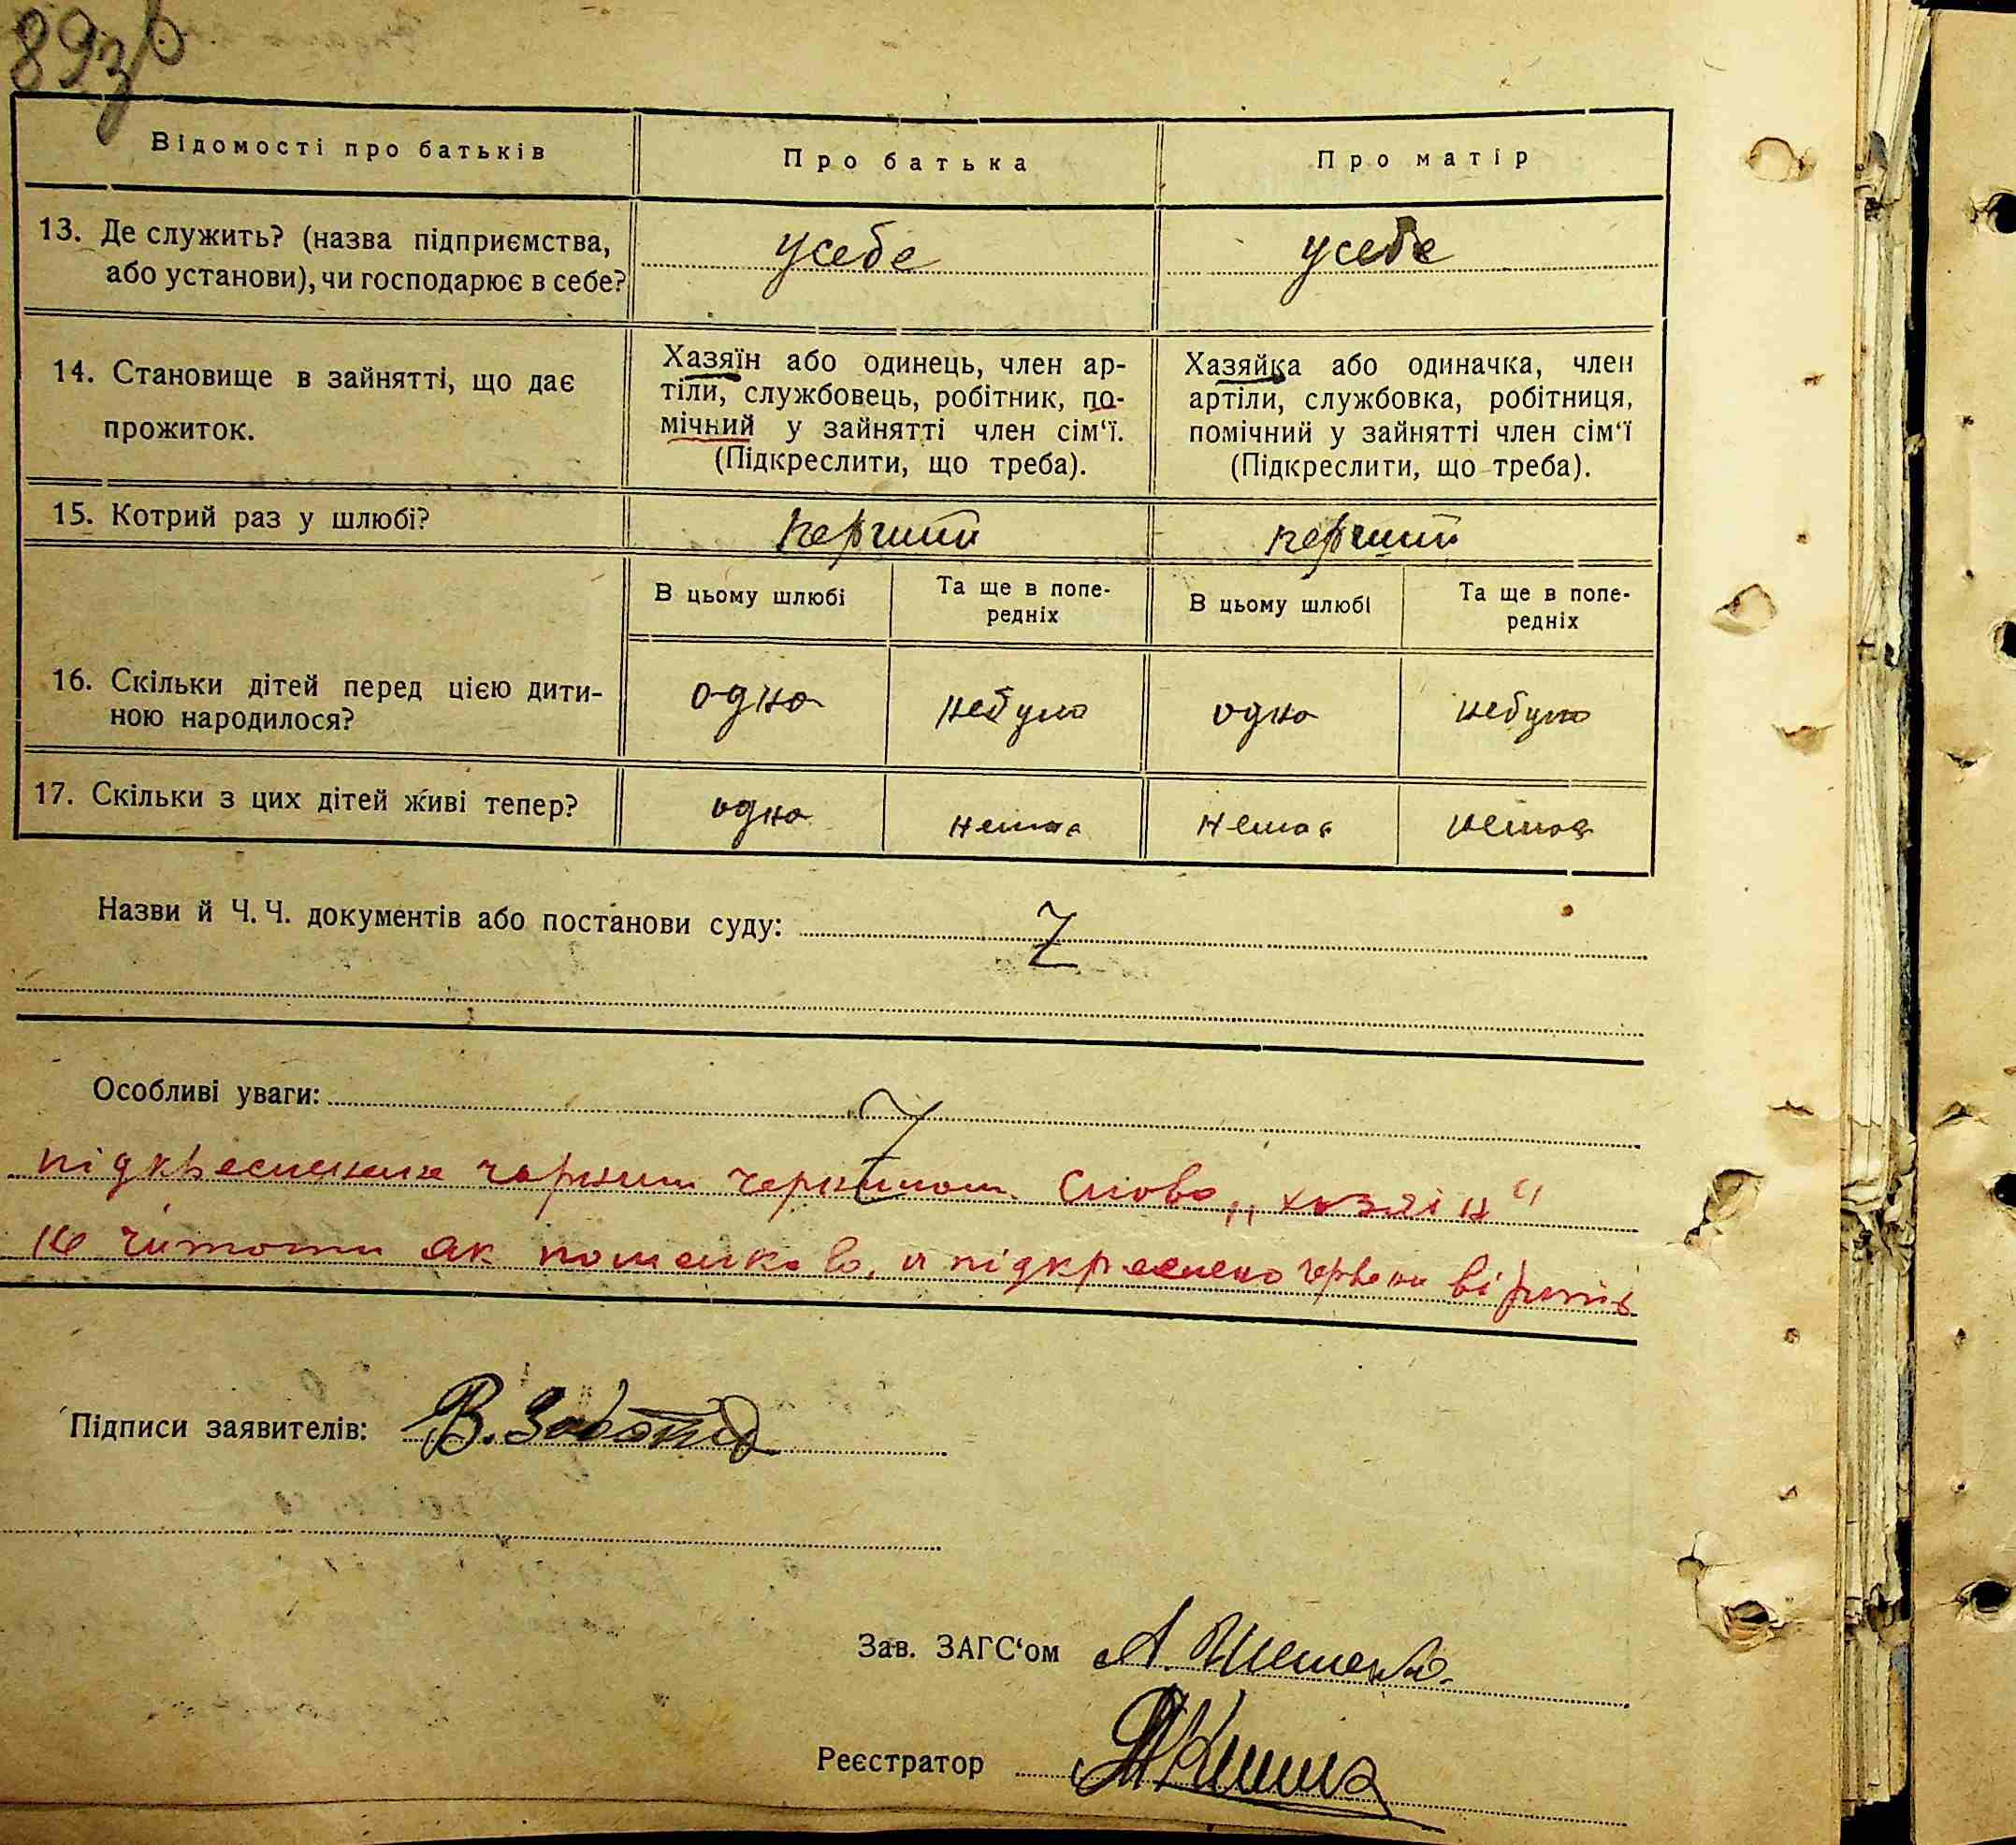 89зв
Відомості про батьків
Про батька
Про матір
13. Де служить? (назва підприємства,
або установи), чи господарює в себе?
усебе
усебе
14. Становище в зайнятті, що дає
прожиток.
Хазяїн або одинець, член ар-
тіли, службовець, робітник, по-
мічний у зайнятті член сім‘ї.
(Підкреслити, що треба).
Хазяйка або одиначка, член
артіли, службовка, робітниця,
помічний у зайнятті член сім‘ї
(Підкреслити, що треба).
15. Котрий раз у шлюбі?
перший
перший
В цьому шлюбі
Та ще в попе-
редніх
В цьому шлюбі
Та ще в попе-
редніх
16. Скільки дітей перед цією дити-
ною народилося?
одно
небуло
одно
небуло
17. Скільки з цих дітей живі тепер?
одно
немає
немає
немає
Назви й Ч. Ч. документів або постанови суду:
Z
Особливі уваги:
Z
підкреслення чорним чернилом слово „хозяїн“
не читати як помилково, а підкреслено червони вірить
Підписи заявителів:
Зав. ЗАГС‘ом
Реєстратор